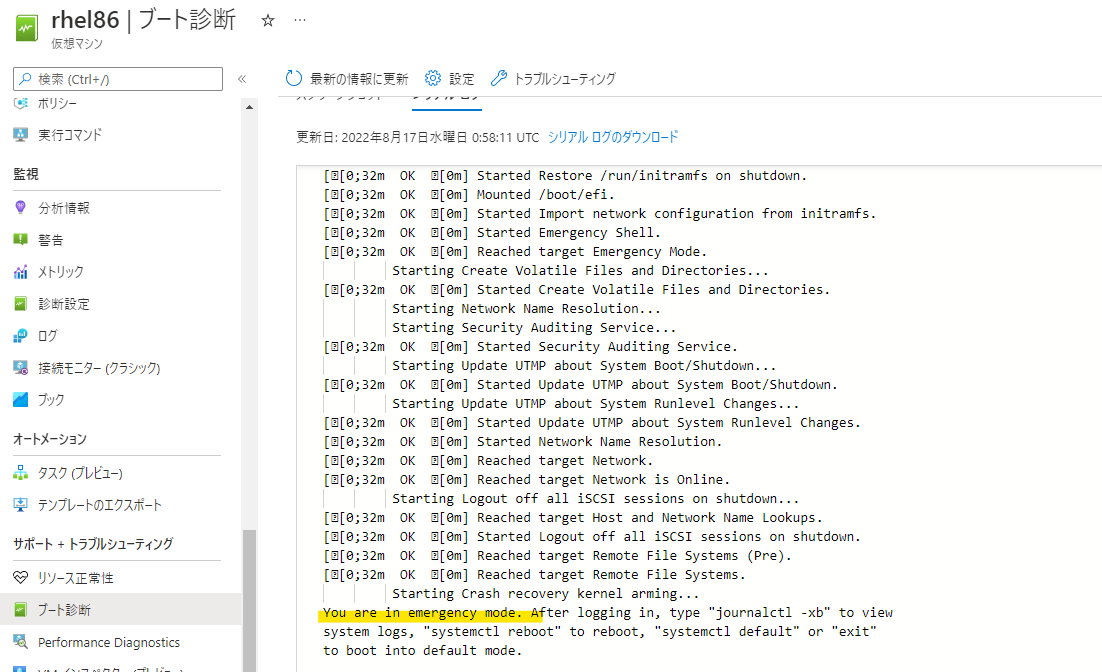 rhel86 | ブート診断 ☆ …
仮想マシン
検索 (Ctrl+/)
«
ポリシー
実行コマンド
監視
分析情報
警告
メトリック
診断設定
ログ
接続モニター (クラシック)
ブック
オートメーション
タスク (プレビュー)
テンプレートのエクスポート
サポート + トラブルシューティング
リソース正常性
ブート診断
Performance Diagnostics
最新の情報に更新 設定 トラブルシューティング
シリアル ログ
更新日: 2022年8月17日水曜日 0:58:11 UTC シリアル ログのダウンロード
[␛[0;32m  OK  ␛[0m] Started Restore /run/initramfs on shutdown.
[␛[0;32m  OK  ␛[0m] Mounted /boot/efi.
[␛[0;32m  OK  ␛[0m] Started Import network configuration from initramfs.
[␛[0;32m  OK  ␛[0m] Started Emergency Shell.
[␛[0;32m  OK  ␛[0m] Reached target Emergency Mode.
Starting Create Volatile Files and Directories...
[␛[0;32m  OK  ␛[0m] Started Create Volatile Files and Directories.
Starting Network Name Resolution...
Starting Security Auditing Service...
[␛[0;32m  OK  ␛[0m] Started Security Auditing Service.
Starting Update UTMP about System Boot/Shutdown...
[␛[0;32m  OK  ␛[0m] Started Update UTMP about System Boot/Shutdown.
Starting Update UTMP about System Runlevel Changes...
[␛[0;32m  OK  ␛[0m] Started Update UTMP about System Runlevel Changes.
[␛[0;32m  OK  ␛[0m] Started Network Name Resolution.
[␛[0;32m  OK  ␛[0m] Reached target Network.
[␛[0;32m  OK  ␛[0m] Reached target Network is Online.
Starting Logout off all iSCSI sessions on shutdown...
[␛[0;32m  OK  ␛[0m] Reached target Host and Network Name Lookups.
[␛[0;32m  OK  ␛[0m] Started Logout off all iSCSI sessions on shutdown.
[␛[0;32m  OK  ␛[0m] Reached target Remote File Systems (Pre).
[␛[0;32m  OK  ␛[0m] Reached target Remote File Systems.
Starting Crash recovery kernel arming...
You are in emergency mode. After logging in, type "journalctl -xb" to view
system logs, "systemctl reboot" to reboot, "systemctl default" or "exit"
to boot into default mode.